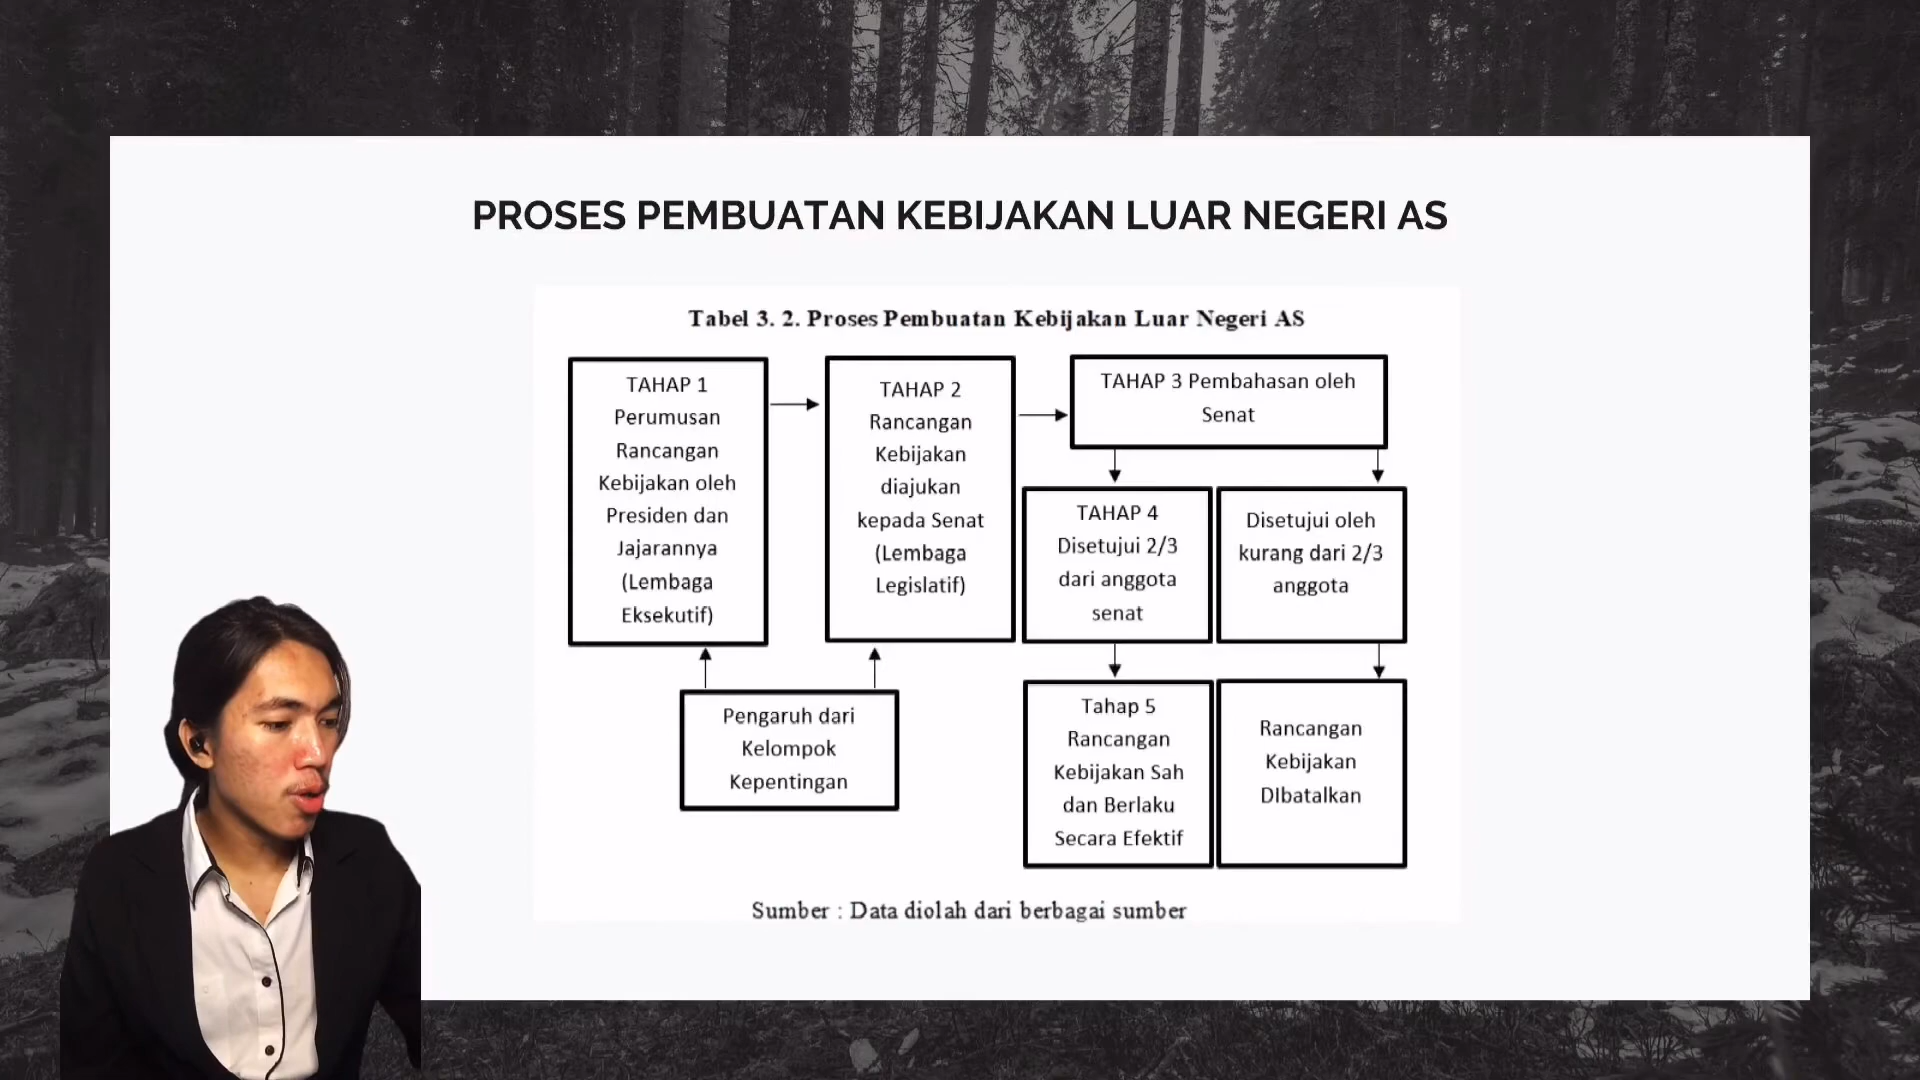 PROSES PEMBUATAN KEBIJAKAN LUAR NEGERI AS
Tabel 3. 2. Proses Pembuatan Kebijakan Luar Negeri AS
TAHAP 1
Perumusan
Rancangan
Kebijakan oleh
Presiden dan
Jajarannya
(Lembaga
Eksekutif)
TAHAP 2
Rancangan
Kebijakan
diajukan
kepada Senat
(Lembaga
Legislatif)
TAHAP 3 Pembahasan oleh
Senat
TAHAP 4
Disetujui 2/3
dari anggota
senat
Disetujui oleh
kurang dari 2/3
anggota
Pengaruh dari
Kelompok
Kepentingan
Tahap 5
Rancangan
Kebijakan Sah
dan Berlaku
Secara Efektif
Rancangan
Kebijakan
DIbatalkan
Sumber : Data diolah dari berbagai sumber